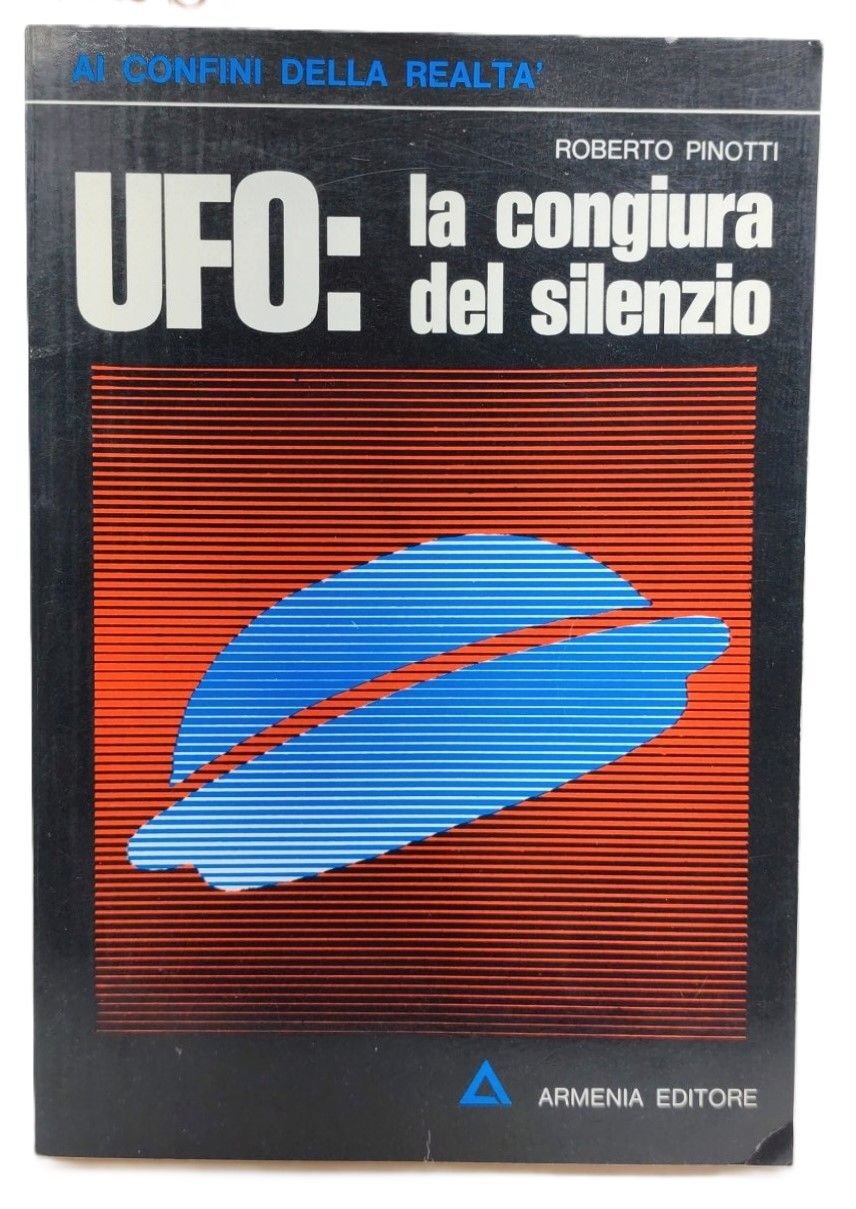 AI CONFINI DELLA REALTA'
ROBERTO PINOTTI
UFO: la congiura
del silenzio
ARMENIA EDITORE